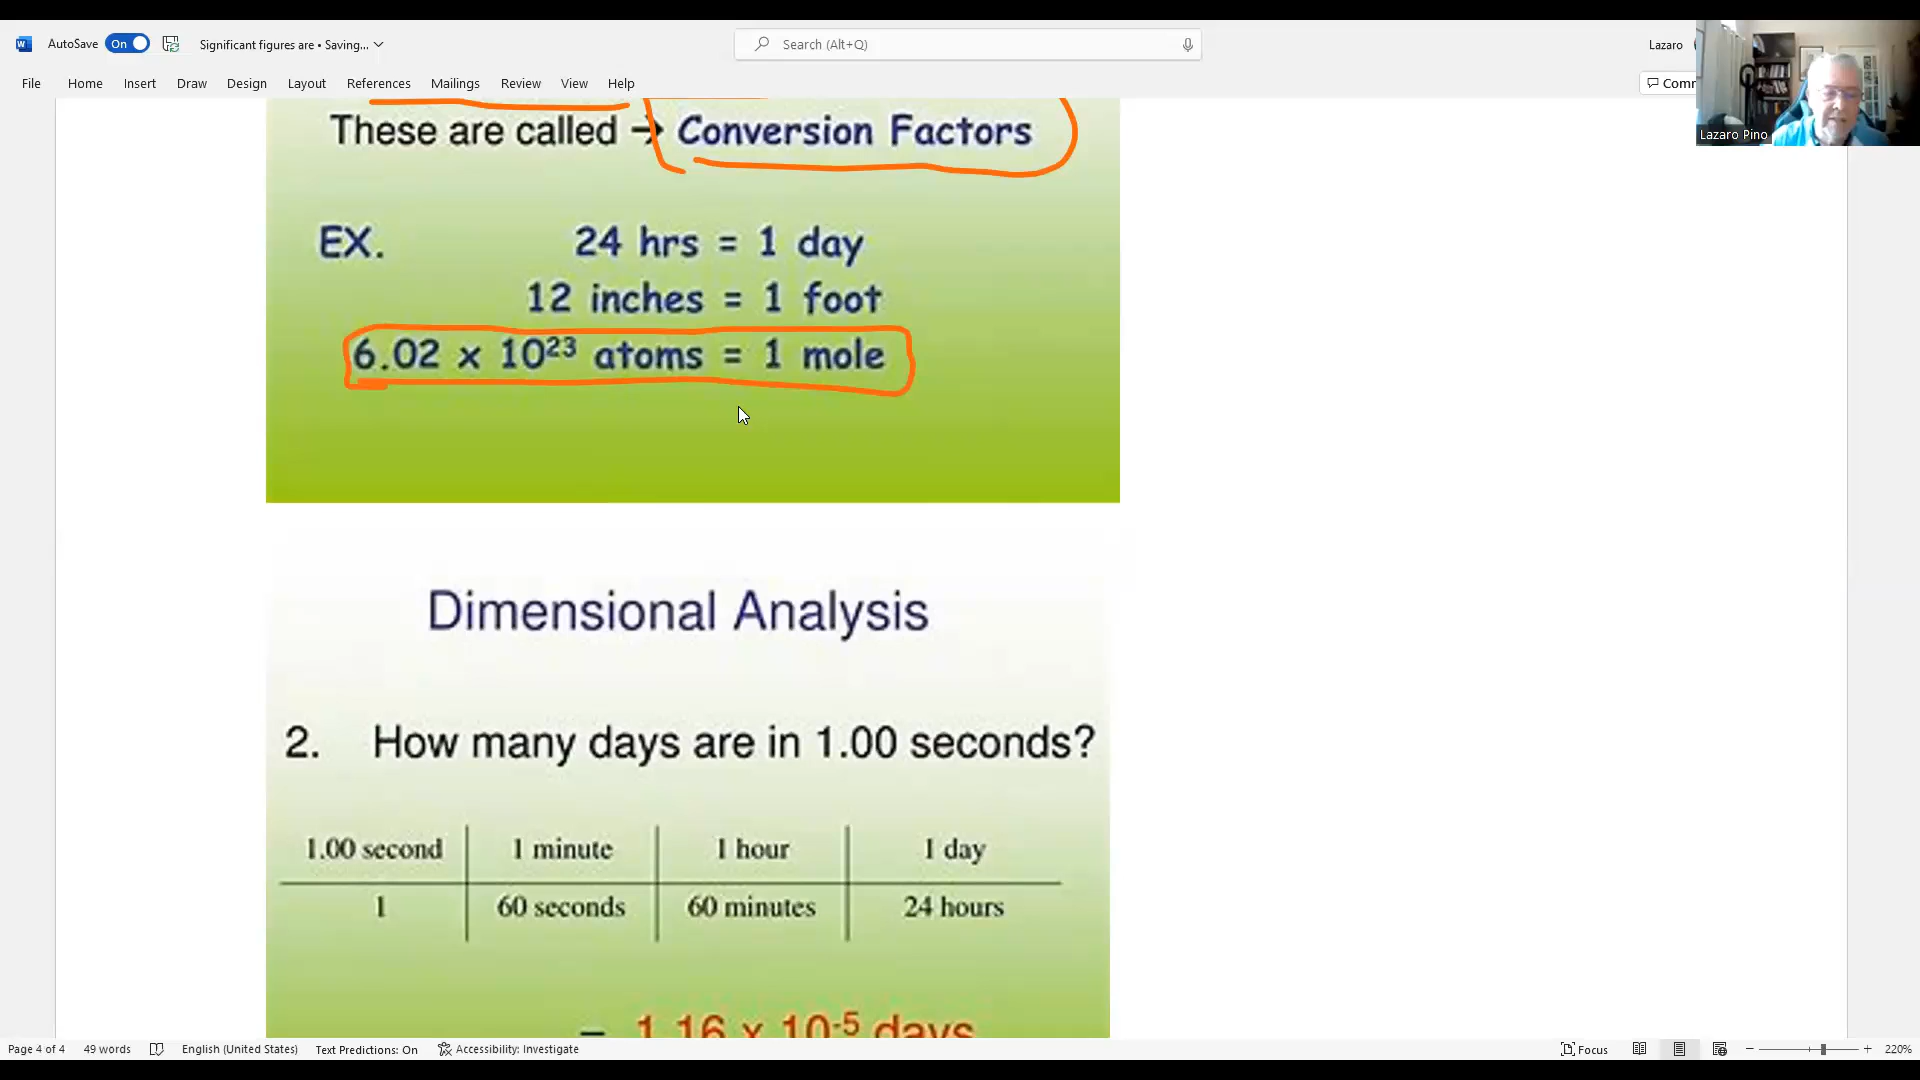 AutoSave On Significant figures are • Saving... Search (Alt+Q) Lazaro
File Home Insert Draw Design Layout References Mailings Review View Help Comm
Lazaro Pino
These are called → Conversion Factors
EX. 24 hrs = 1 day
12 inches = 1 foot
6.02 x 10²³ atoms = 1 mole
Dimensional Analysis
2. How many days are in 1.00 seconds?
1.00 second 1 minute 1 hour 1 day
1 60 seconds 60 minutes 24 hours
= 1.16 x 10⁻⁵ days
Page 4 of 4 49 words English (United States) Text Predictions: On Accessibility: Investigate Focus 220%